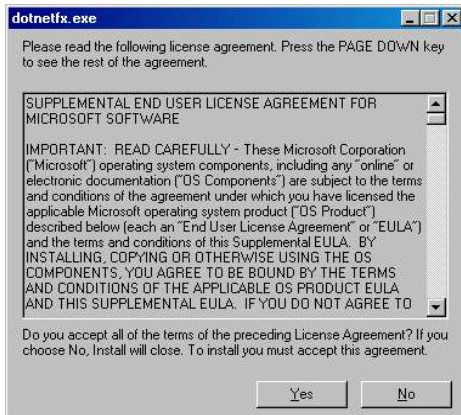 dotnetfx.exe
Please read the following license agreement. Press the PAGE DOWN key
to see the rest of the agreement.
SUPPLEMENTAL END USER LICENSE AGREEMENT FOR
MICROSOFT SOFTWARE
IMPORTANT: READ CAREFULLY - These Microsoft Corporation
("Microsoft") operating system components, including any "online" or
electronic documentation ("OS Components") are subject to the terms
and conditions of the agreement under which you have licensed the
applicable Microsoft operating system product ("OS Product")
described below (each an "End User License Agreement" or "EULA")
and the terms and conditions of this Supplemental EULA. BY
INSTALLING, COPYING OR OTHERWISE USING THE OS
COMPONENTS, YOU AGREE TO BE BOUND BY THE TERMS
AND CONDITIONS OF THE APPLICABLE OS PRODUCT EULA
AND THIS SUPPLEMENTAL EULA. IF YOU DO NOT AGREE TO
Do you accept all of the terms of the preceding License Agreement? If you
choose No, Install will close. To install you must accept this agreement.
Yes No